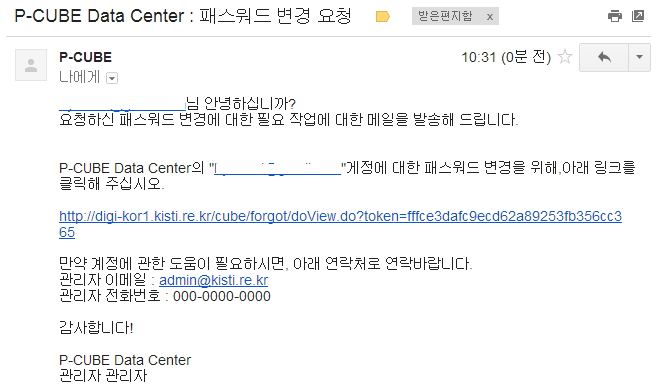 P-CUBE Data Center : 패스워드 변경 요청
받은편지함 x
P-CUBE
10:31 (0분 전)
나에게
님 안녕하십니까?
요청하신 패스워드 변경에 대한 필요 작업에 대한 메일을 발송해 드립니다.
P-CUBE Data Center의 " "계정에 대한 패스워드 변경을 위해,아래 링크를
클릭해 주십시오.
http://digi-kor1.kisti.re.kr/cube/forgot/doView.do?token=fffce3dafc9ecd62a89253fb356cc3
65
만약 계정에 관한 도움이 필요하시면, 아래 연락처로 연락바랍니다.
관리자 이메일 : admin@kisti.re.kr
관리자 전화번호 : 000-0000-0000
감사합니다!
P-CUBE Data Center
관리자 관리자